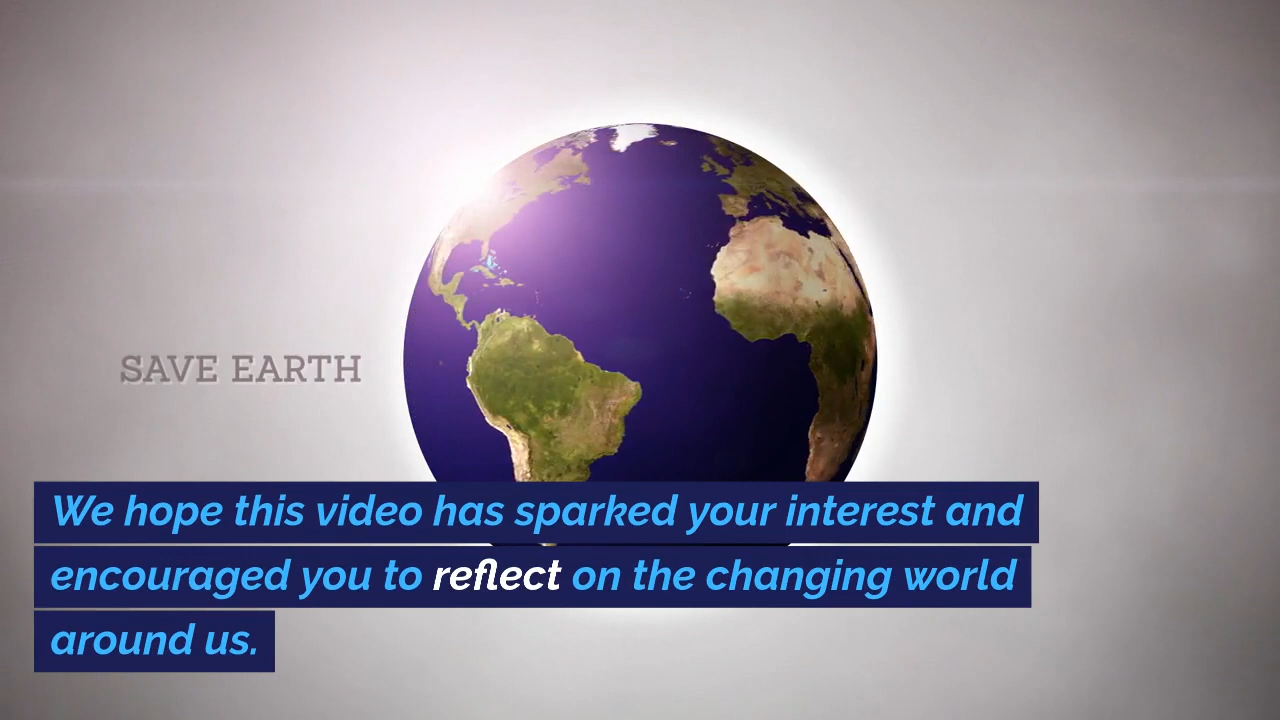 SAVE EARTH
We hope this video has sparked your interest and
encouraged you to reflect on the changing world
around us.